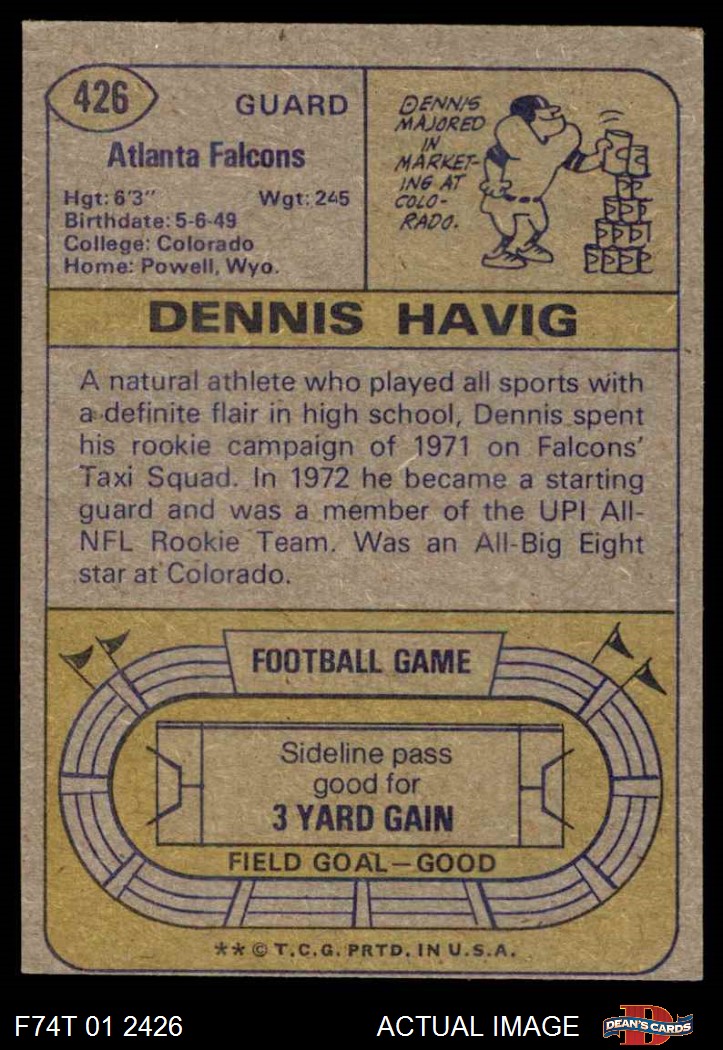 426
GUARD
Atlanta Falcons
Hgt: 6'3" Wgt: 245
Birthdate: 5-6-49
College: Colorado
Home: Powell, Wyo.
DENNIS
MAJORED
IN
MARKET-
ING AT
COLO-
RADO.
DENNIS HAVIG
A natural athlete who played all sports with
a definite flair in high school, Dennis spent
his rookie campaign of 1971 on Falcons'
Taxi Squad. In 1972 he became a starting
guard and was a member of the UPI All-
NFL Rookie Team. Was an All-Big Eight
star at Colorado.
FOOTBALL GAME
Sideline pass
good for
3 YARD GAIN
FIELD GOAL—GOOD
** © T.C.G. PRTD. IN U.S.A.
F74T 01 2426 ACTUAL IMAGE
DEAN'S CARDS